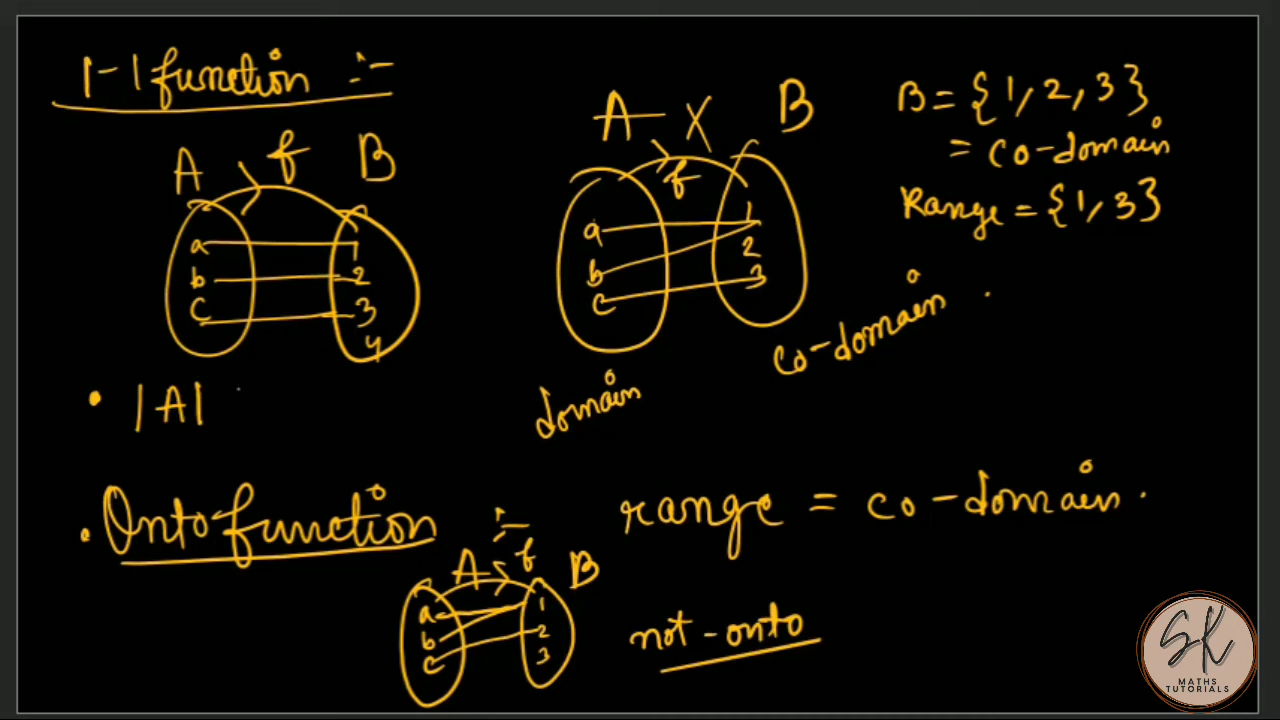 1-1 function :-
A f B
a 1
b 2
c 3
4
A X B
f
a 1
b 2
c 3
domain
co-domain
B = {1, 2, 3}
= co-domain
Range = {1, 3}
• |A|
• Onto function :-
range = co-domain.
A f B
a 1
b 2
c 3
not-onto
SK
MATHS
TUTORIALS